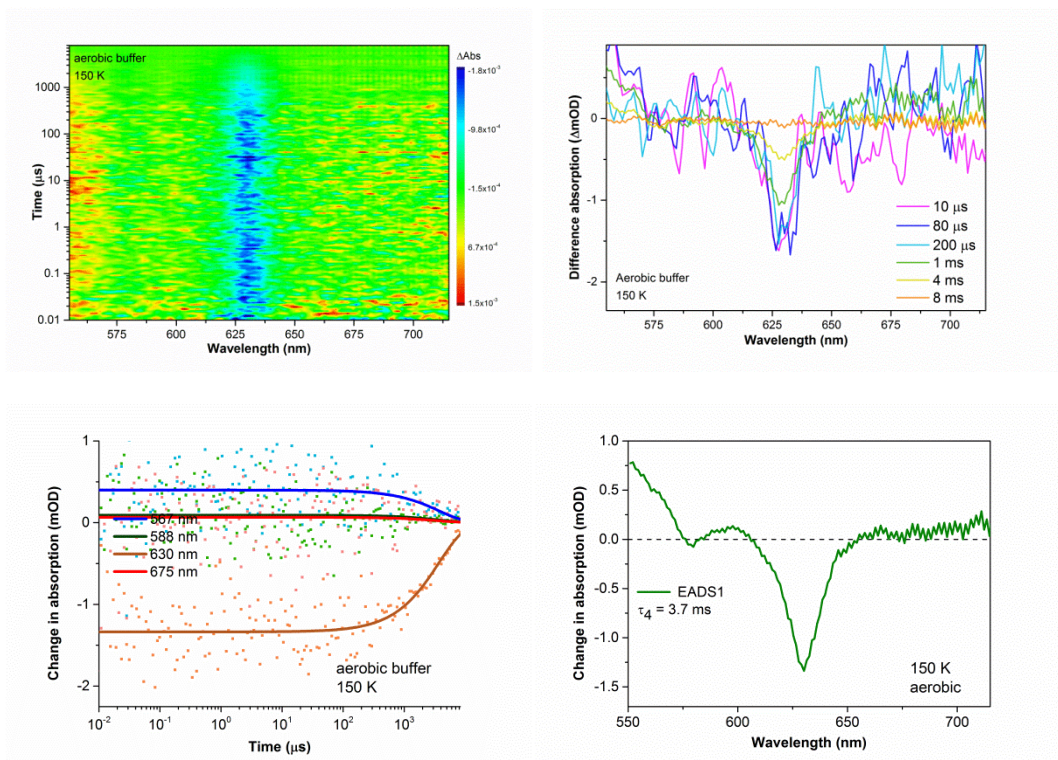 aerobic buffer
150 K
ΔAbs
-1.8x10⁻³
-9.8x10⁻⁴
-1.5x10⁻⁴
6.7x10⁻⁴
1.5x10⁻³
1000
100
10
1
0.1
0.01
Time (μs)
575 600 625 650 675 700
Wavelength (nm)
Difference absorption (ΔmOD)
0
-1
-2
10 μs
80 μs
200 μs
1 ms
4 ms
8 ms
Aerobic buffer
150 K
575 600 625 650 675 700
Wavelength (nm)
Change in absorption (mOD)
1
0
-1
-2
567 nm
588 nm
630 nm
675 nm
aerobic buffer
150 K
10⁻² 10⁻¹ 10⁰ 10¹ 10² 10³
Time (μs)
Change in absorption (mOD)
1.0
0.5
0.0
-0.5
-1.0
-1.5
EADS1
τ₄ = 3.7 ms
150 K
aerobic
550 600 650 700
Wavelength (nm)